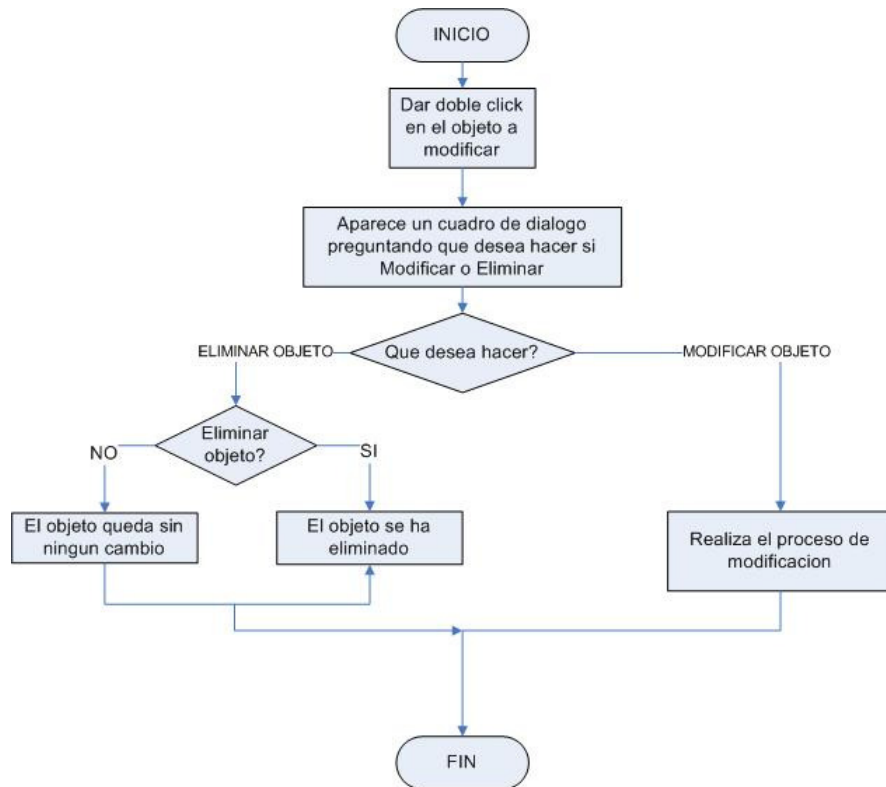 INICIO
Dar doble click
en el objeto a
modificar
Aparece un cuadro de dialogo
preguntando que desea hacer si
Modificar o Eliminar
Que desea hacer?
ELIMINAR OBJETO
MODIFICAR OBJETO
Eliminar
objeto?
NO
SI
El objeto queda sin
ningun cambio
El objeto se ha
eliminado
Realiza el proceso de
modificacion
FIN